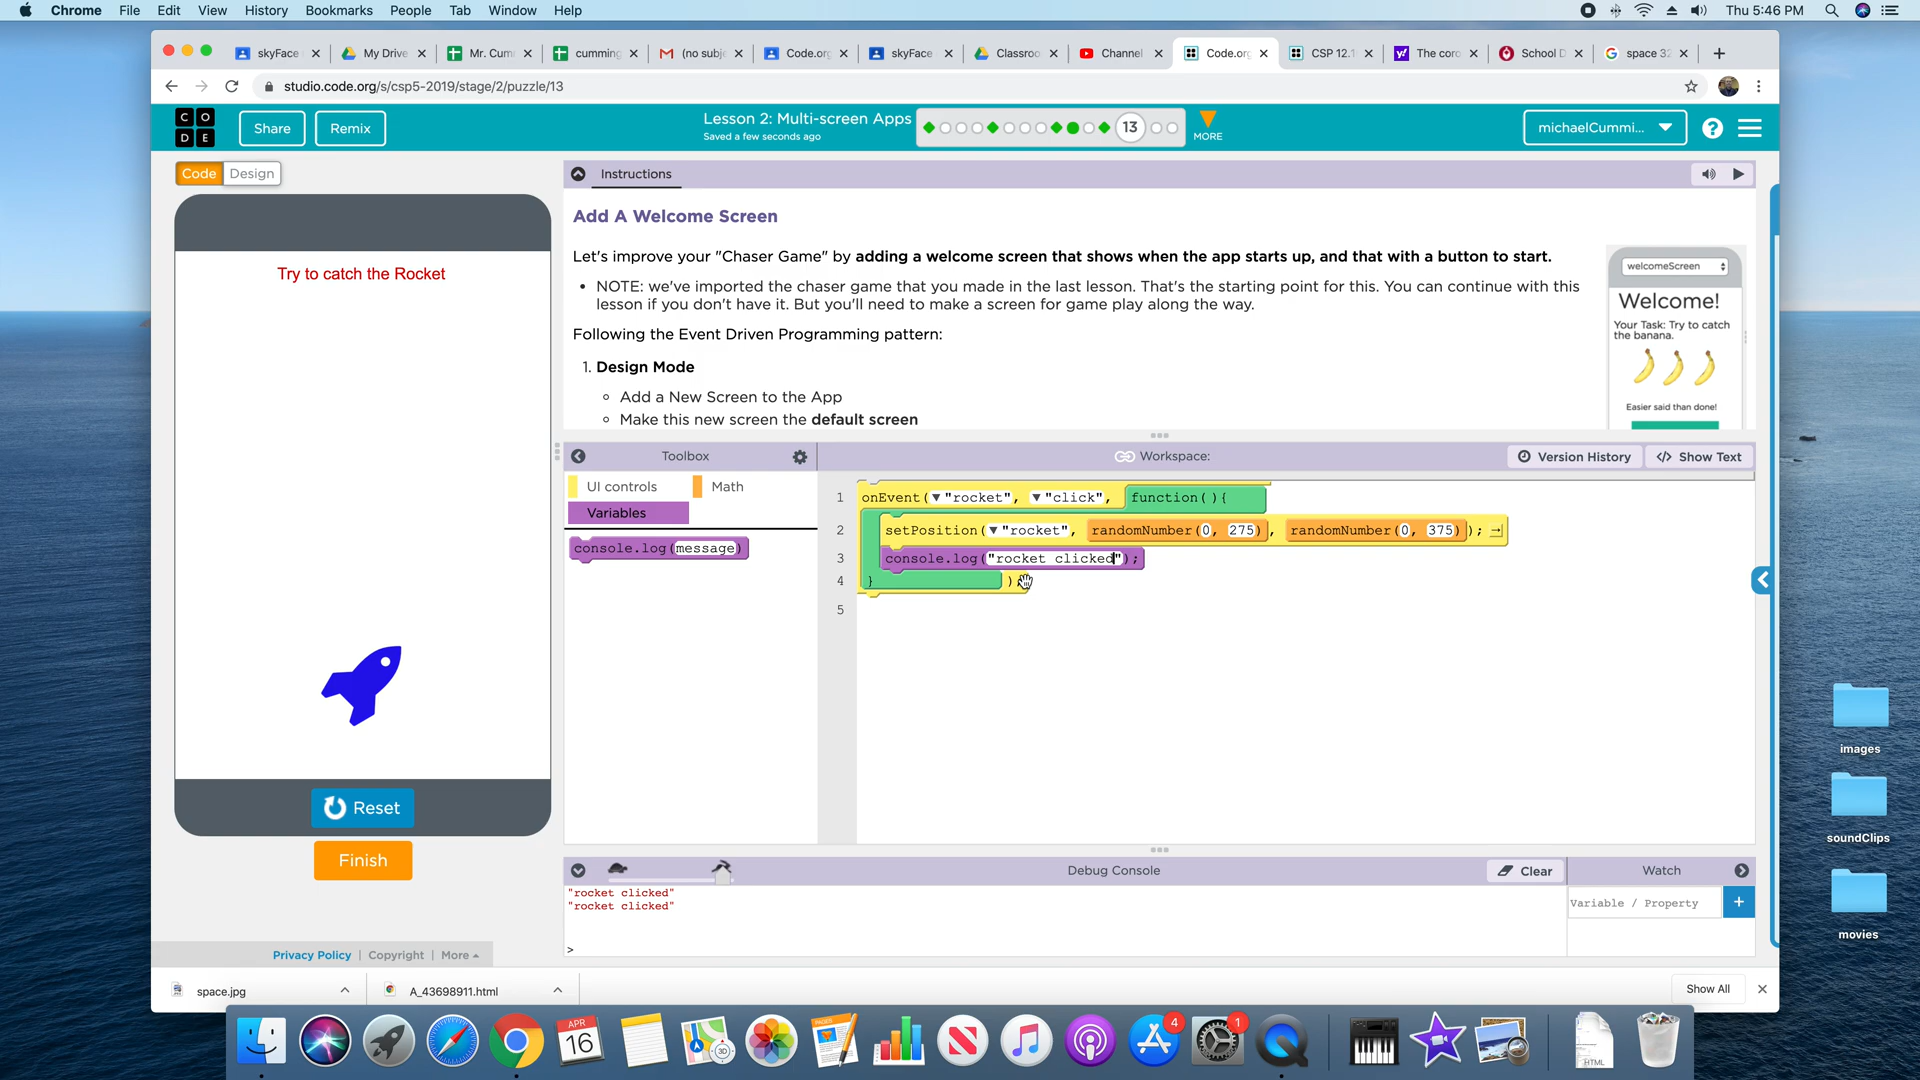 Chrome File Edit View History Bookmarks People Tab Window Help Thu 5:46 PM
skyFace My Drive Mr. Cum cumming (no subje Code.org skyFace Classroo Channel Code.org CSP 12.1 The coro School D space 32
studio.code.org/s/csp5-2019/stage/2/puzzle/13
CODE Share Remix Lesson 2: Multi-screen Apps 13 MORE michaelCummi...
Saved a few seconds ago
Code Design
Instructions
Add A Welcome Screen
Let's improve your "Chaser Game" by adding a welcome screen that shows when the app starts up, and that with a button to start.
NOTE: we've imported the chaser game that you made in the last lesson. That's the starting point for this. You can continue with this
lesson if you don't have it. But you'll need to make a screen for game play along the way.
Following the Event Driven Programming pattern:
1. Design Mode
Add a New Screen to the App
Make this new screen the default screen
welcomeScreen
Welcome!
Your Task: Try to catch
the banana.
Easier said than done!
Try to catch the Rocket
Reset
Finish
Toolbox
UI controls Math
Variables
console.log(message)
Workspace: Version History </> Show Text
1 onEvent( "rocket", "click", function( ){
2 setPosition( "rocket", randomNumber(0, 275), randomNumber(0, 375) );
3 console.log("rocket clicked");
4 } );
5
Debug Console Clear Watch
"rocket clicked"
"rocket clicked"
>
Variable / Property +
Privacy Policy | Copyright | More
space.jpg A_43698911.html Show All
images
soundClips
movies
APR
16
PAGES
3D
4
1
HTML